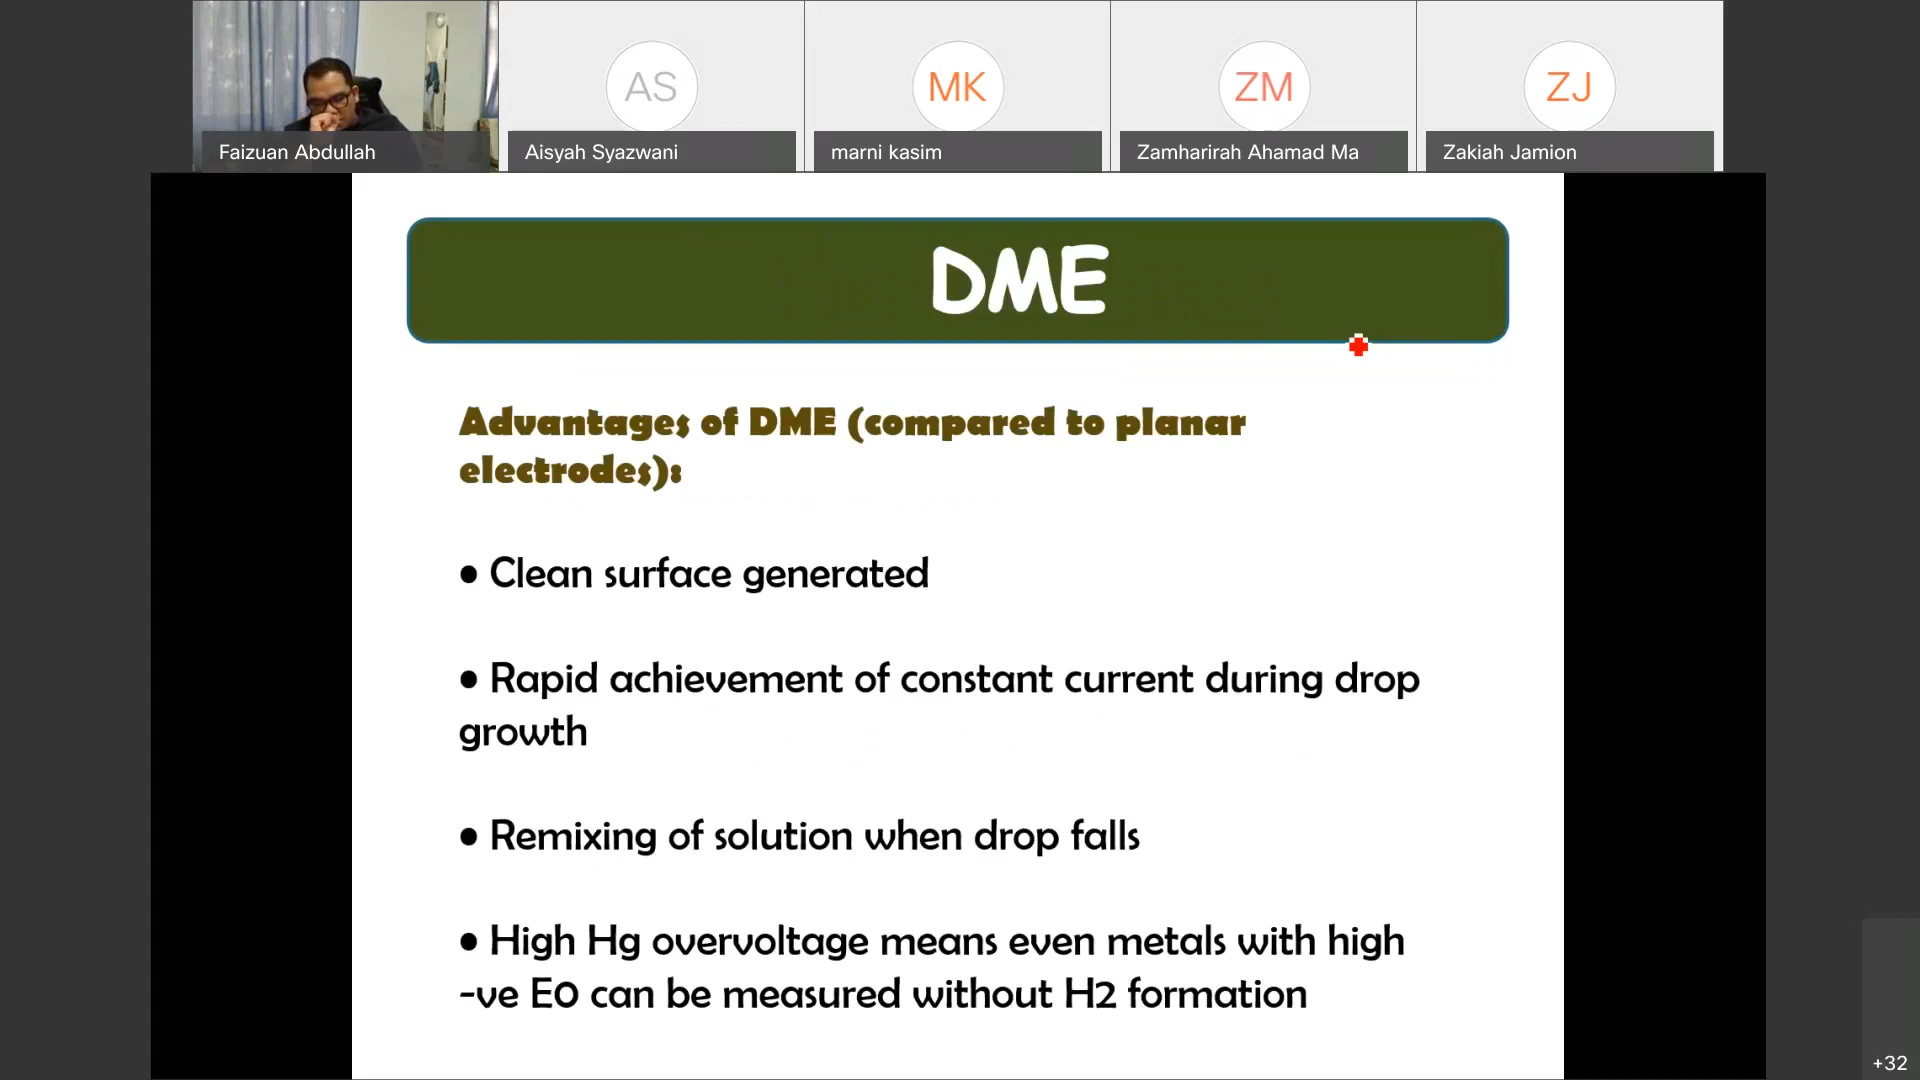 AS
MK
ZM
ZJ
Faizuan Abdullah
Aisyah Syazwani
marni kasim
Zamharirah Ahamad Ma
Zakiah Jamion
DME
Advantages of DME (compared to planar
electrodes):
• Clean surface generated
• Rapid achievement of constant current during drop
growth
• Remixing of solution when drop falls
• High Hg overvoltage means even metals with high
-ve E0 can be measured without H2 formation
+32